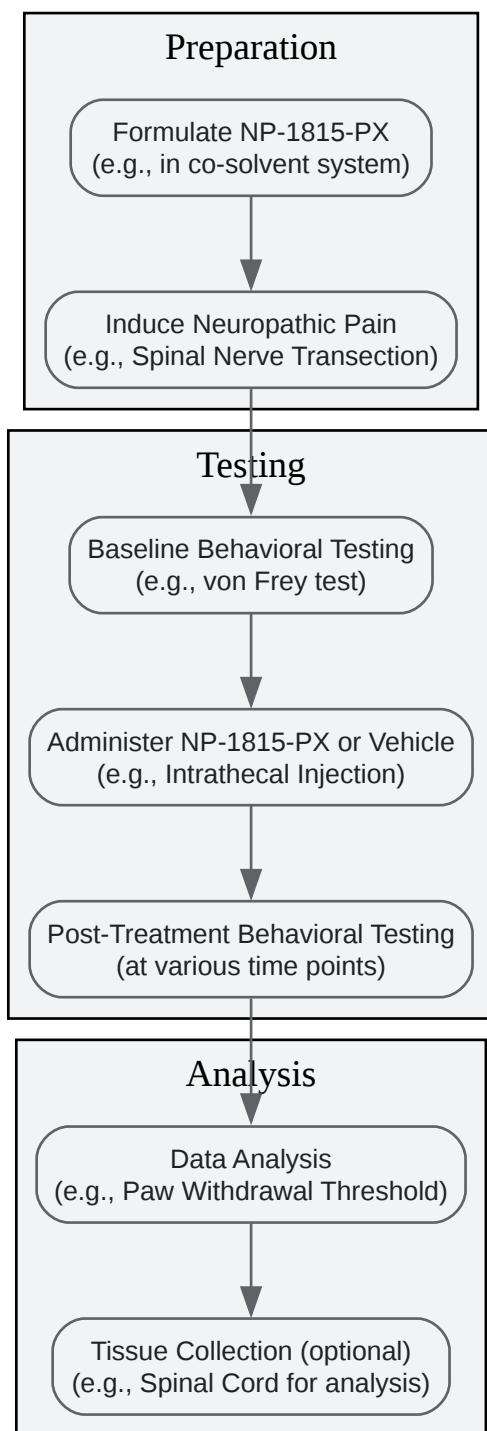 Preparation
Formulate NP-1815-PX
(e.g., in co-solvent system)
Induce Neuropathic Pain
(e.g., Spinal Nerve Transection)
Testing
Baseline Behavioral Testing
(e.g., von Frey test)
Administer NP-1815-PX or Vehicle
(e.g., Intrathecal Injection)
Post-Treatment Behavioral Testing
(at various time points)
Analysis
Data Analysis
(e.g., Paw Withdrawal Threshold)
Tissue Collection (optional)
(e.g., Spinal Cord for analysis)